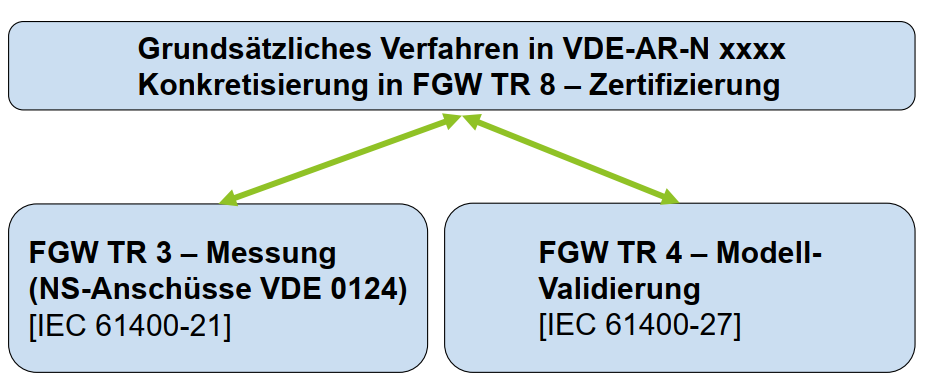 Grundsätzliches Verfahren in VDE-AR-N xxxx
Konkretisierung in FGW TR 8 – Zertifizierung
FGW TR 3 – Messung
(NS-Anschüsse VDE 0124)
[IEC 61400-21]
FGW TR 4 – Modell-
Validierung
[IEC 61400-27]